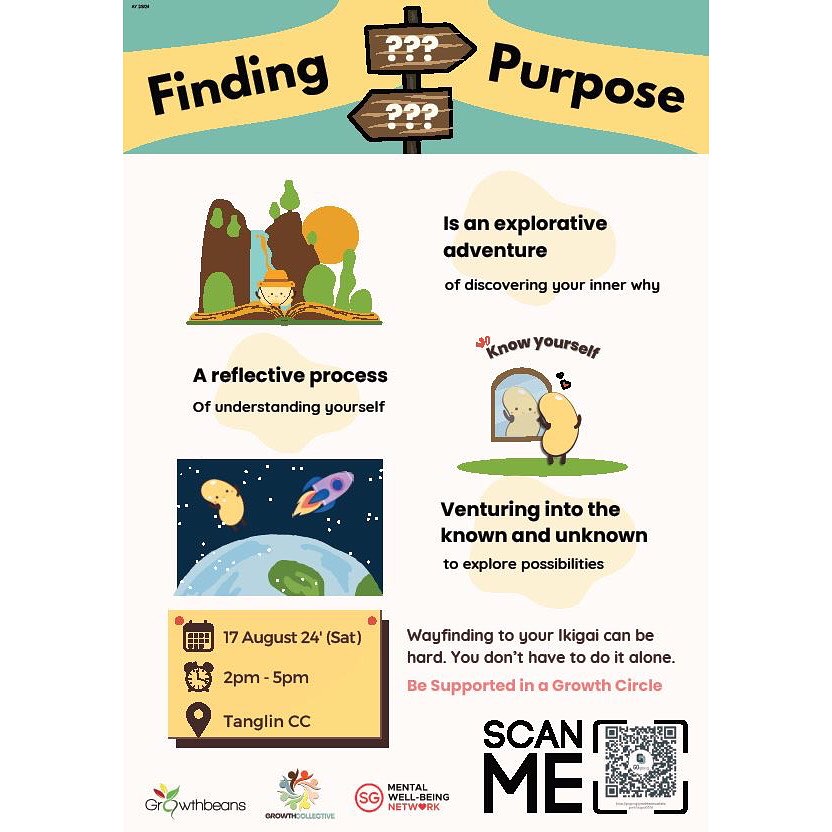 AY 23/24
Finding
???
???
Purpose
Is an explorative
adventure
of discovering your inner why
Know yourself
A reflective process
Of understanding yourself
Venturing into the
known and unknown
to explore possibilities
17 August 24' (Sat)
2pm - 5pm
Tanglin CC
Wayfinding to your Ikigai can be
hard. You don't have to do it alone.
Be Supported in a Growth Circle
SCAN
ME
Growthbeans
GROWTHCOLLECTIVE
SG
MENTAL
WELL-BEING
NETWORK